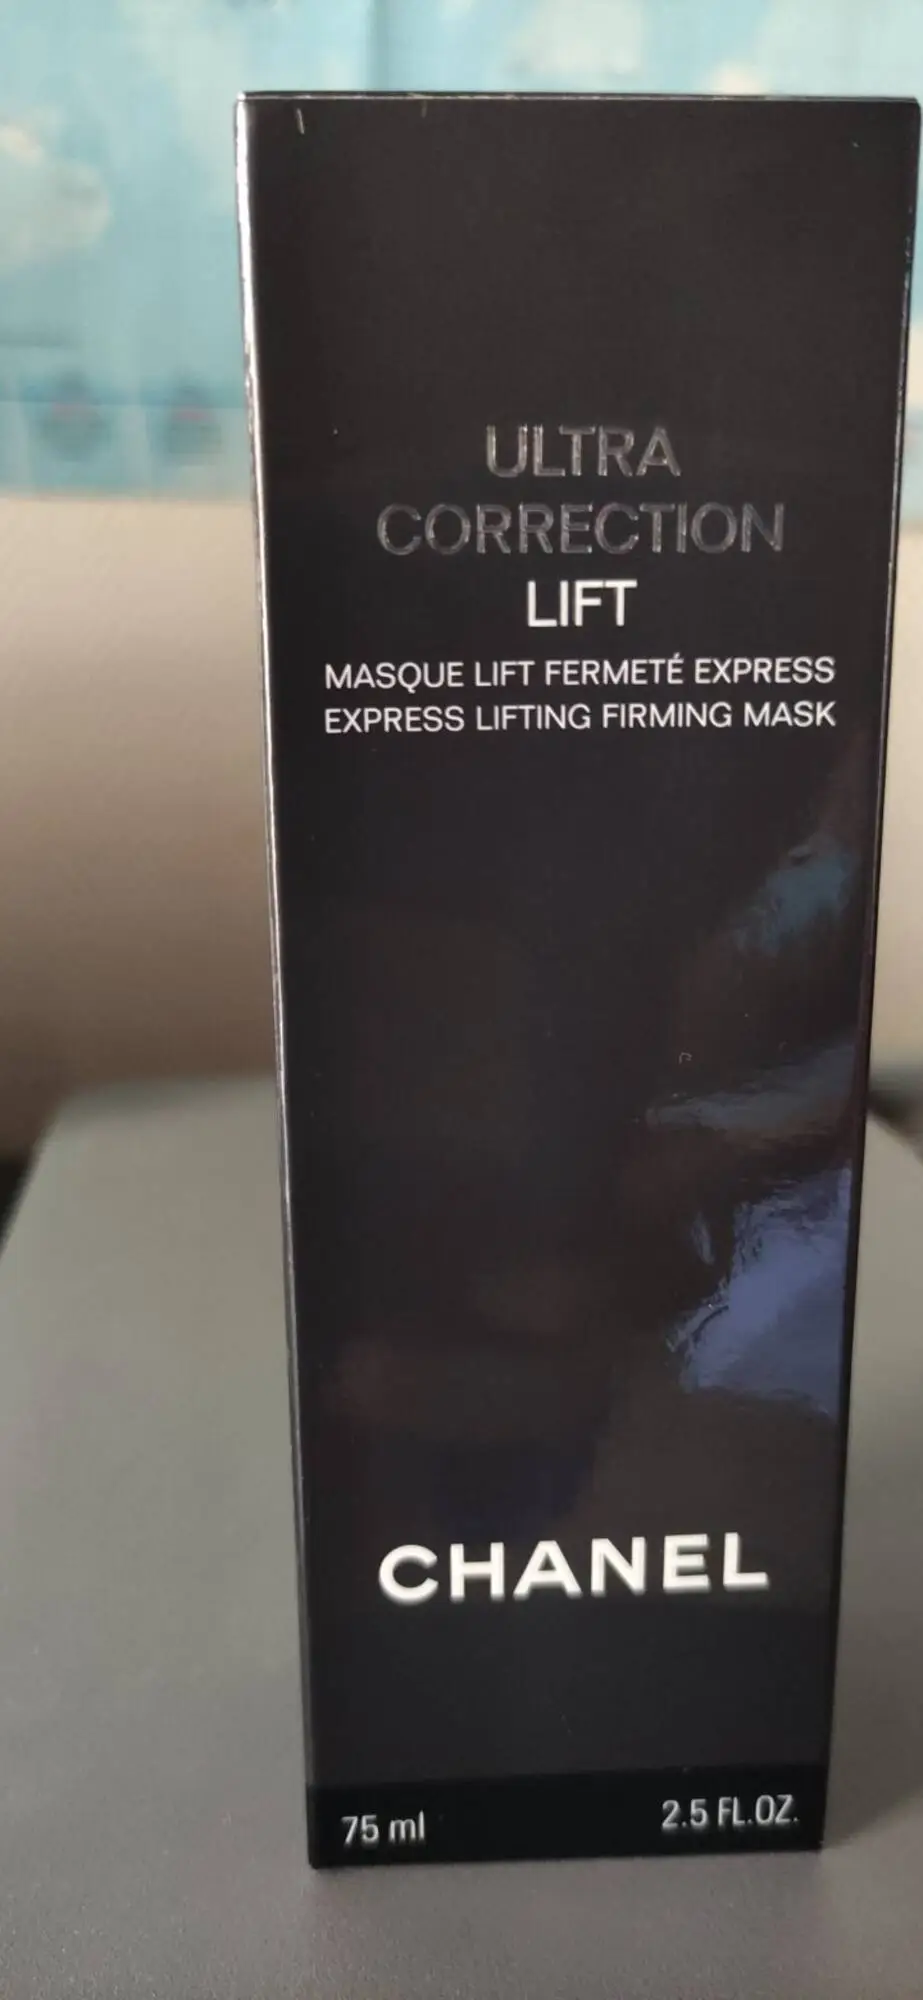 ULTRA
CORRECTION
LIFT
MASQUE LIFT FERMETÉ EXPRESS
EXPRESS LIFTING FIRMING MASK
CHANEL
75 ml 2.5 FL.OZ.